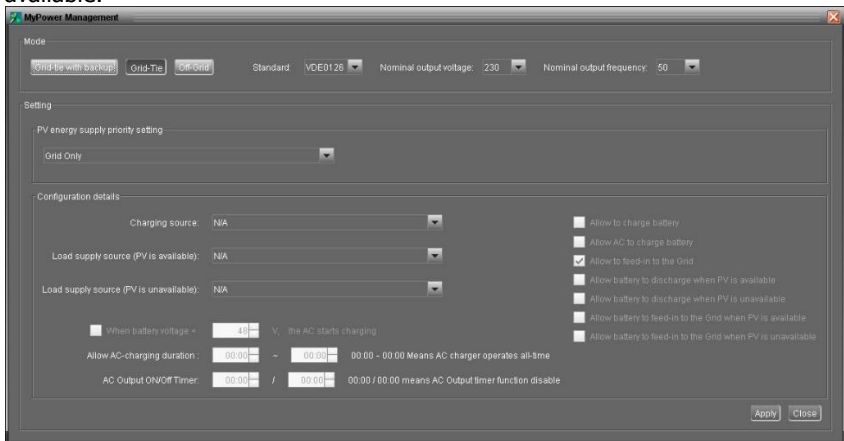 available.
MyPower Management
Mode
Grid-tie with backup Grid-Tie Off-Grid Standard: VDE0126 Nominal output voltage: 230 Nominal output frequency: 50
Setting
PV energy supply priority setting
Grid Only
Configuration details
Charging source: N/A
Load supply source (PV is available): N/A
Load supply source (PV is unavailable): N/A
When battery voltage < 48 V, the AC starts charging
Allow AC-charging duration : 00:00 ~ 00:00 00:00 ~ 00:00 Means AC charger operates all-time
AC Output ON/Off Timer: 00:00 / 00:00 00:00 / 00:00 means AC Output timer function disable
Allow to charge battery
Allow AC to charge battery
Allow to feed-in to the Grid
Allow battery to discharge when PV is available
Allow battery to discharge when PV is unavailable
Allow battery to feed-in to the Grid when PV is available
Allow battery to feed-in to the Grid when PV is unavailable
Apply Close